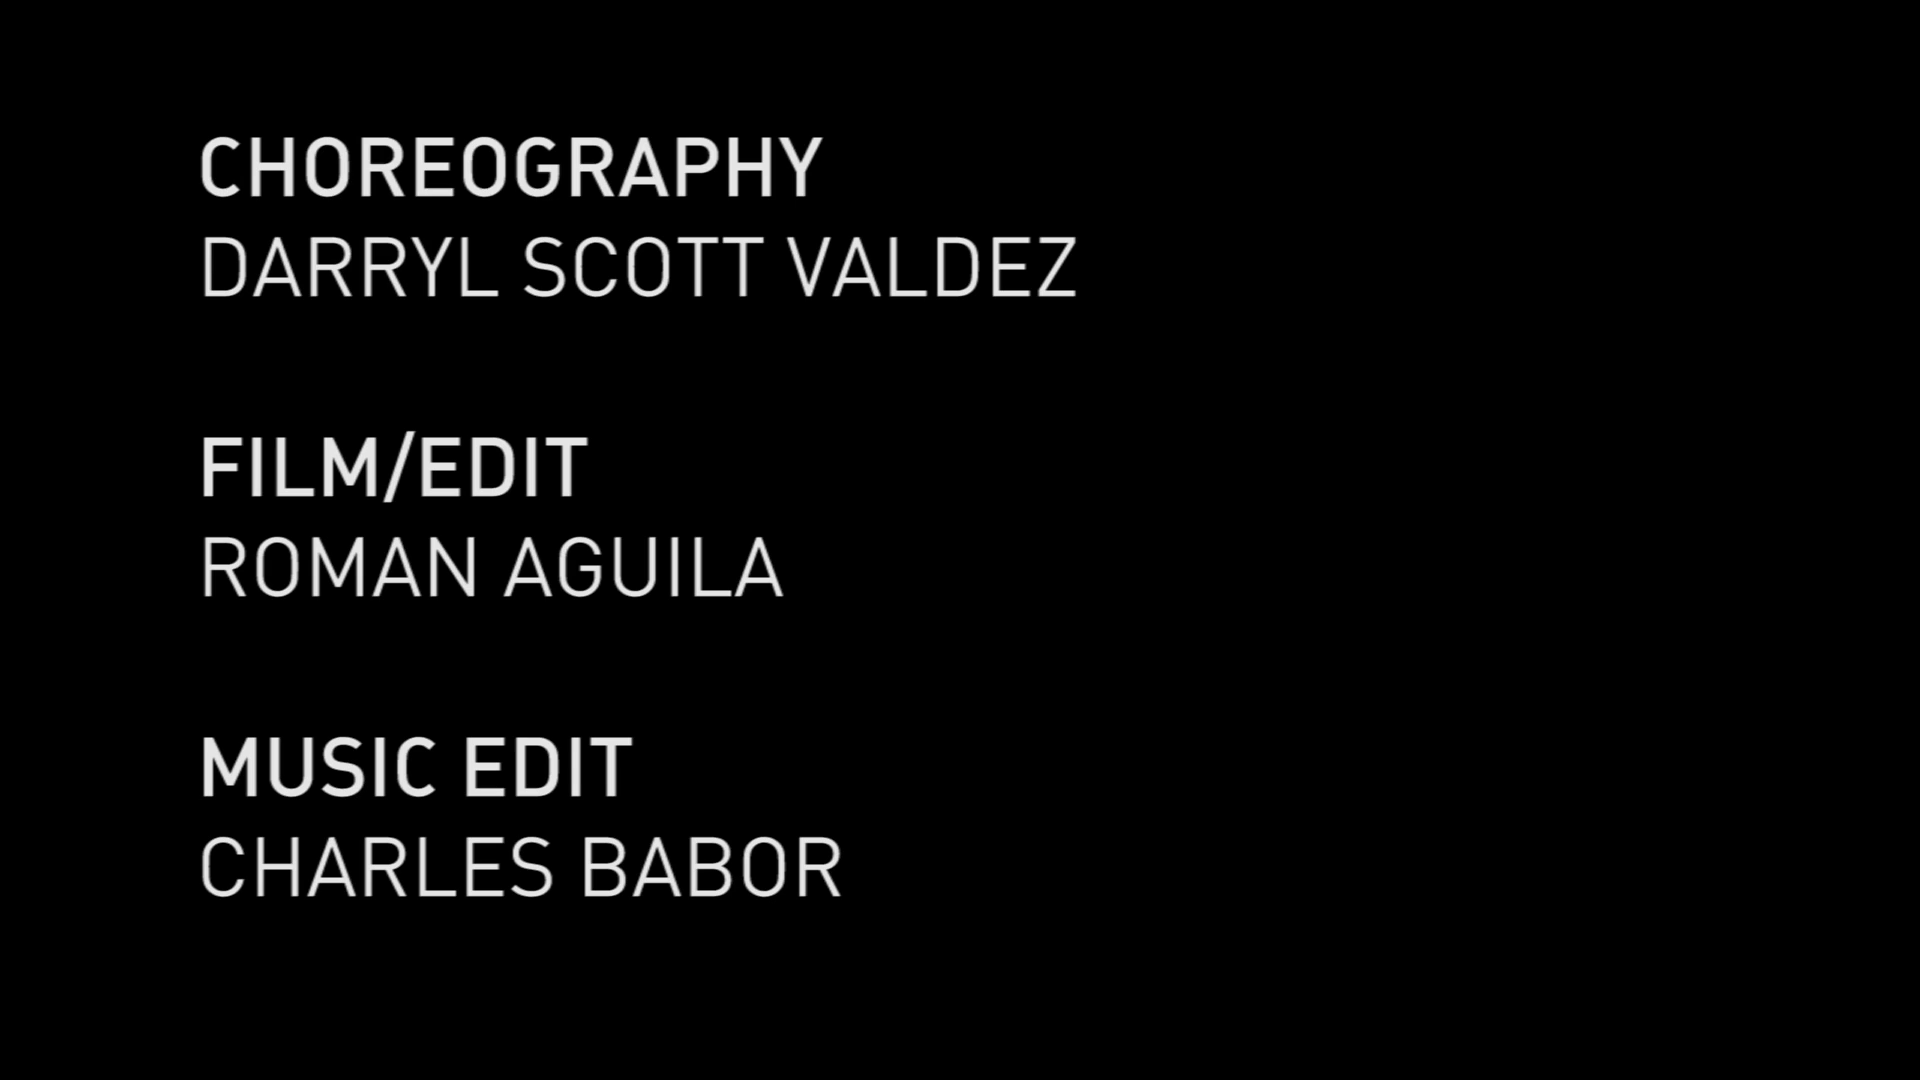 CHOREOGRAPHY
DARRYL SCOTT VALDEZ
FILM/EDIT
ROMAN AGUILA
MUSIC EDIT
CHARLES BABOR